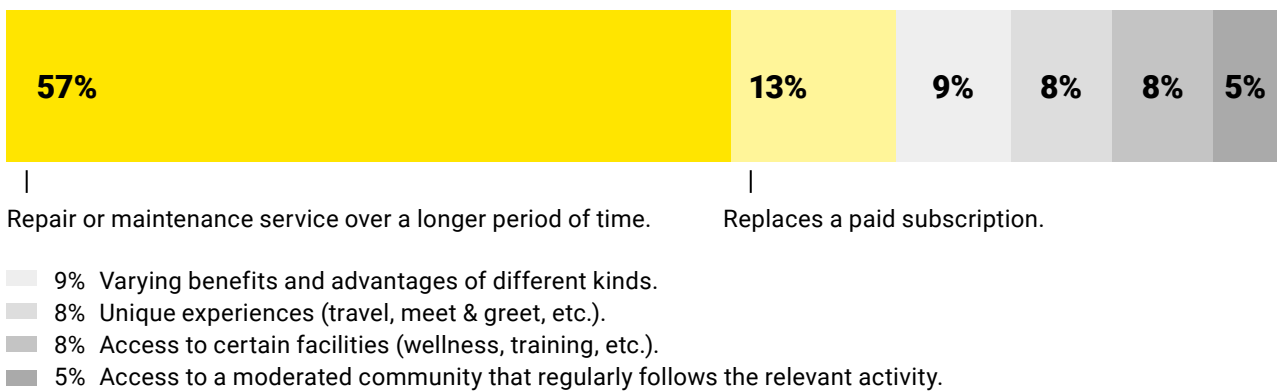 57% 13% 9% 8% 8% 5%
Repair or maintenance service over a longer period of time. Replaces a paid subscription.
9% Varying benefits and advantages of different kinds.
8% Unique experiences (travel, meet & greet, etc.).
8% Access to certain facilities (wellness, training, etc.).
5% Access to a moderated community that regularly follows the relevant activity.